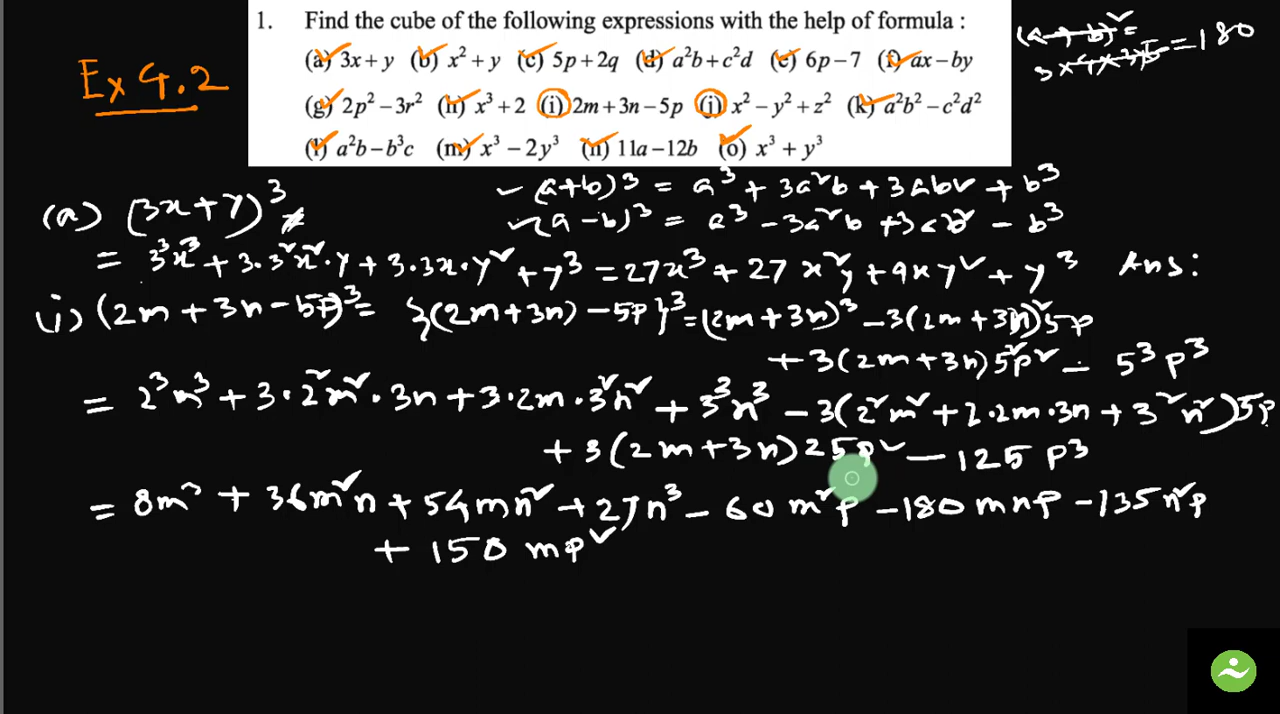 1. Find the cube of the following expressions with the help of formula :
(a) 3x + y (b) x² + y (c) 5p + 2q (d) a²b + c²d (e) 6p − 7 (f) ax − by
(g) 2p² − 3r² (h) x³ + 2 (i) 2m + 3n − 5p (j) x² − y² + z² (k) a²b² − c²d²
(l) a²b − b³c (m) x³ − 2y³ (n) 11a − 12b (o) x³ + y³
Ex 4.2
= 180
(a+b)³ = a³ + 3a²b + 3ab² + b³
(a) (3x+y)³
(a−b)³ = a³ − 3a²b + 3ab² − b³
= 3³x³ + 3·3²x²·y + 3·3x·y² + y³ = 27x³ + 27x²y + 9xy² + y³ Ans:
(i) (2m + 3n − 5p)³ = {(2m+3n) − 5p}³ = (2m+3n)³ − 3(2m+3n)²5p
+ 3(2m+3n)5²p² − 5³p³
= 2³m³ + 3·2²m²·3n + 3·2m·3²n² + 3³n³ − 3(2²m² + 2·2m·3n + 3²n²)5p
+ 3(2m+3n)25p² − 125p³
= 8m³ + 36m²n + 54mn² + 27n³ − 60m²p − 180mnp − 135n²p
+ 150mp²